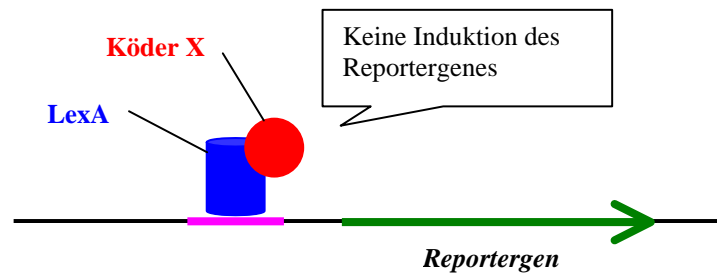 Köder X
Keine Induktion des
Reportergenes
LexA
Reportergen